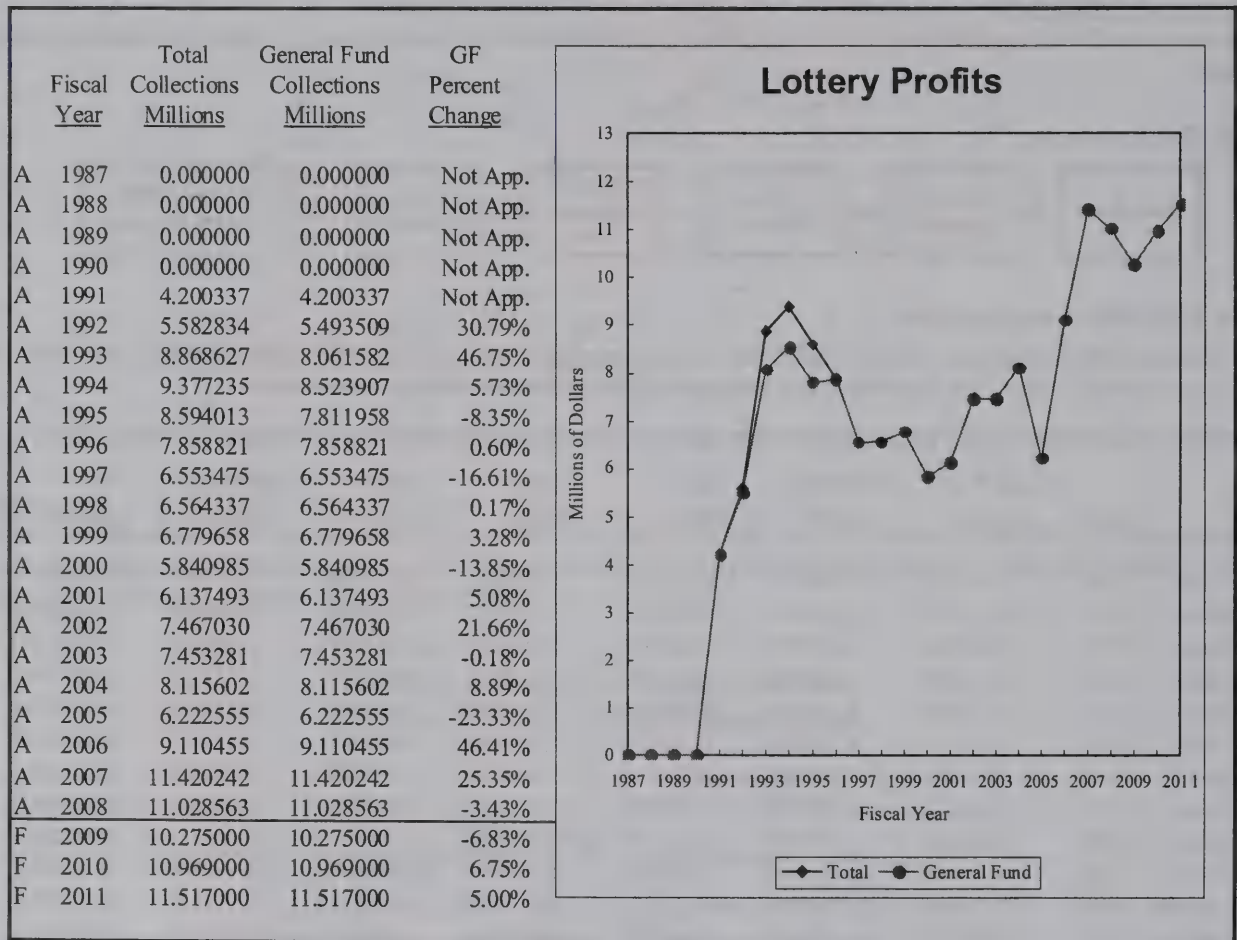 Total General Fund GF
Fiscal Collections Collections Percent
Year Millions Millions Change
A 1987 0.000000 0.000000 Not App.
A 1988 0.000000 0.000000 Not App.
A 1989 0.000000 0.000000 Not App.
A 1990 0.000000 0.000000 Not App.
A 1991 4.200337 4.200337 Not App.
A 1992 5.582834 5.493509 30.79%
A 1993 8.868627 8.061582 46.75%
A 1994 9.377235 8.523907 5.73%
A 1995 8.594013 7.811958 -8.35%
A 1996 7.858821 7.858821 0.60%
A 1997 6.553475 6.553475 -16.61%
A 1998 6.564337 6.564337 0.17%
A 1999 6.779658 6.779658 3.28%
A 2000 5.840985 5.840985 -13.85%
A 2001 6.137493 6.137493 5.08%
A 2002 7.467030 7.467030 21.66%
A 2003 7.453281 7.453281 -0.18%
A 2004 8.115602 8.115602 8.89%
A 2005 6.222555 6.222555 -23.33%
A 2006 9.110455 9.110455 46.41%
A 2007 11.420242 11.420242 25.35%
A 2008 11.028563 11.028563 -3.43%
F 2009 10.275000 10.275000 -6.83%
F 2010 10.969000 10.969000 6.75%
F 2011 11.517000 11.517000 5.00%
Lottery Profits
13
12
11
10
9
8
7
6
5
4
3
2
1
0
Millions of Dollars
1987 1989 1991 1993 1995 1997 1999 2001 2003 2005 2007 2009 2011
Fiscal Year
Total General Fund